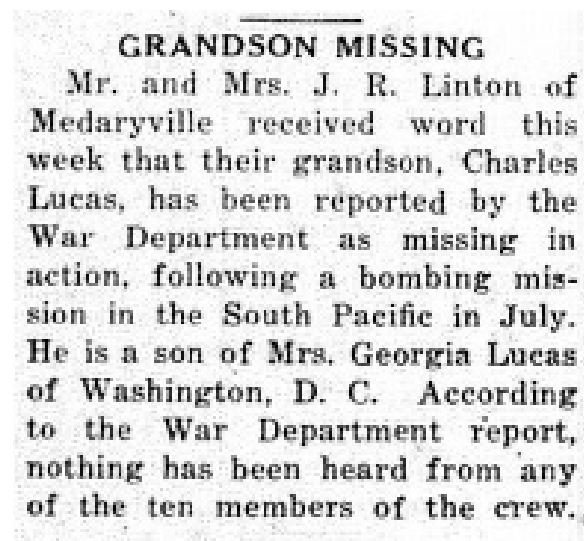 GRANDSON MISSING
Mr. and Mrs. J. R. Linton of
Medaryville received word this
week that their grandson, Charles
Lucas, has been reported by the
War Department as missing in
action, following a bombing mis-
sion in the South Pacific in July.
He is a son of Mrs. Georgia Lucas
of Washington, D. C. According
to the War Department report,
nothing has been heard from any
of the ten members of the crew.